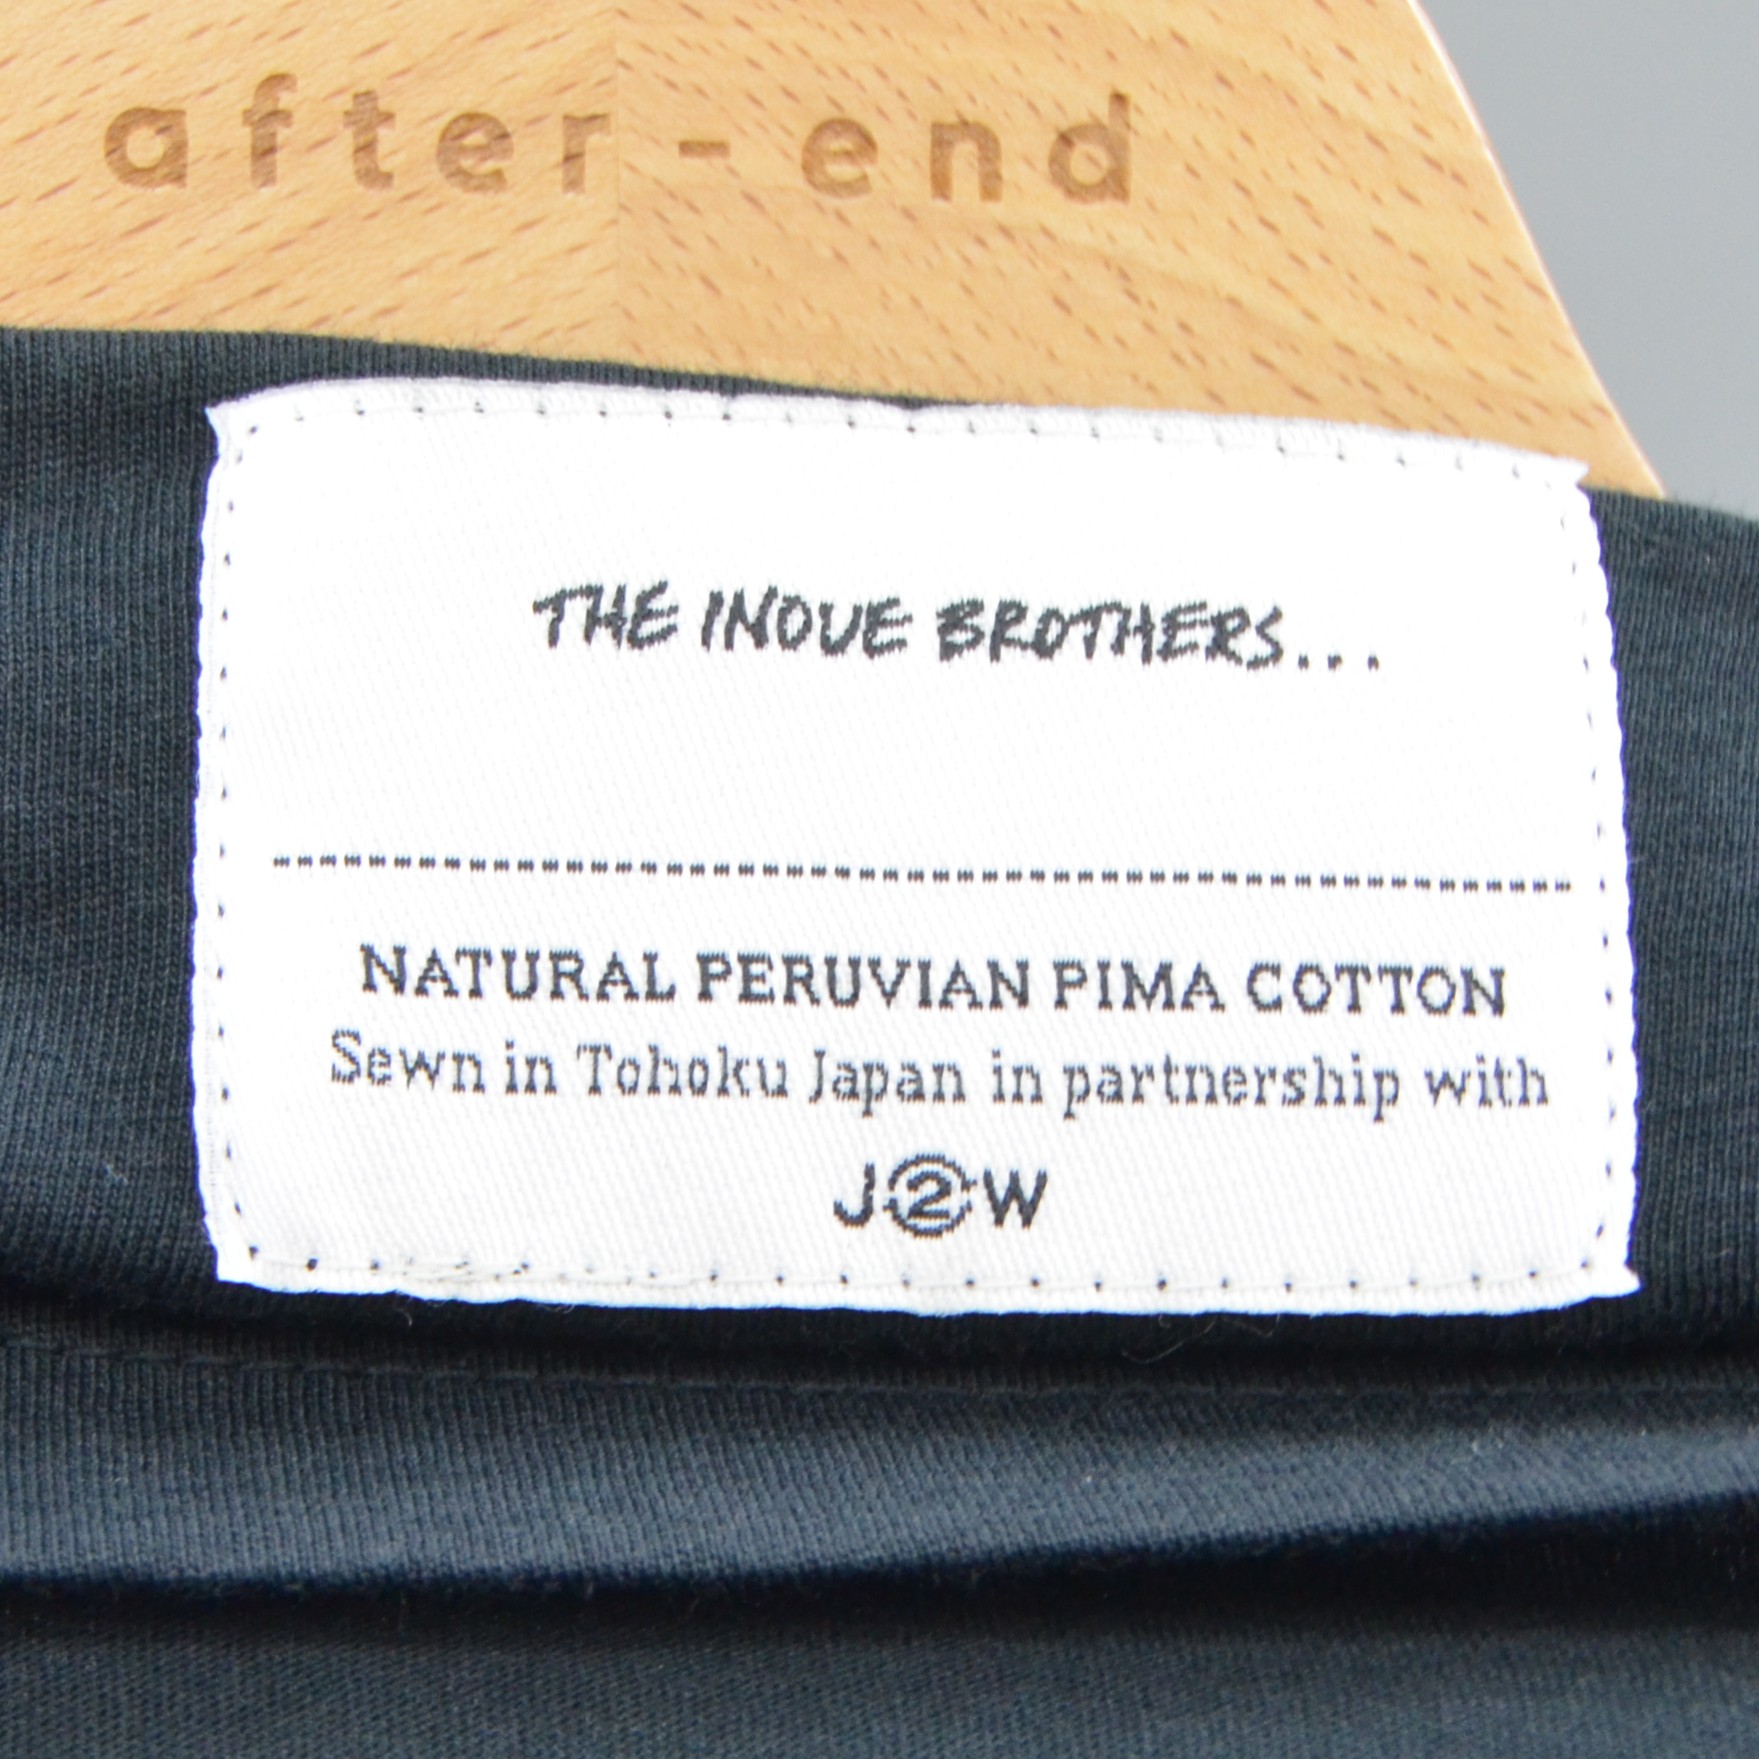 after-end
THE INOUE BROTHERS...
NATURAL PERUVIAN PIMA COTTON
Sewn in Tohoku Japan in partnership with
J②W